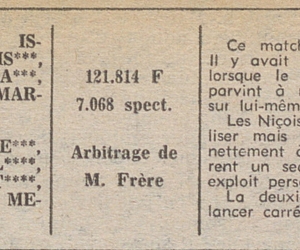 IS-
IS***,
A***,
MAR-
E***,
L****,
****,
ME-
121.814 F
7.068 spect.
Arbitrage de
M. Frère
Ce match
Il y avait
lorsque le
parvint à
sur lui-mêm
Les Niçois
liser mais
nettement à
rent un se
exploit pers
La deuxi
lancer carré